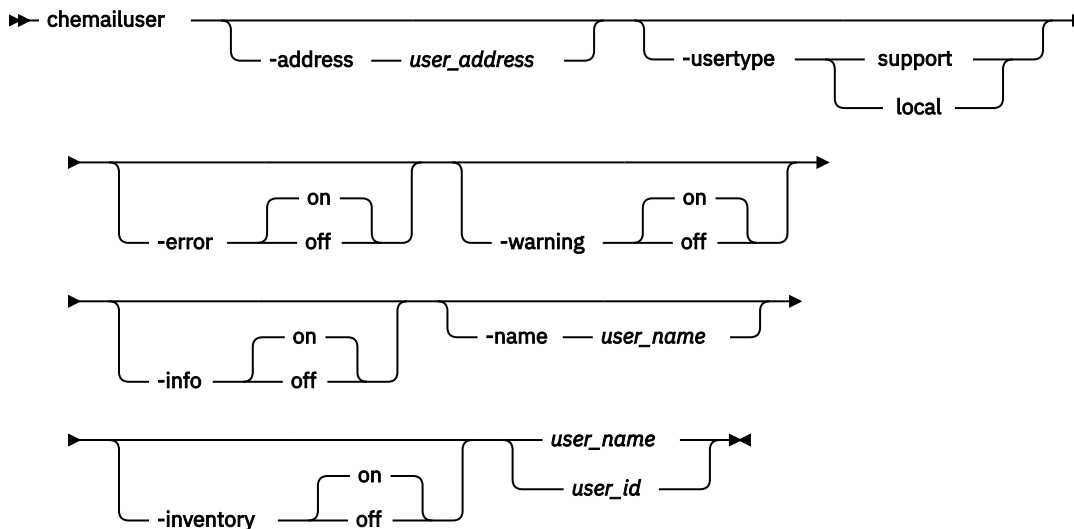 chemailuser
-address user_address -usertype support
local
on on
-error off -warning off
on -name user_name
-info off
user_name
on user_id
-inventory off